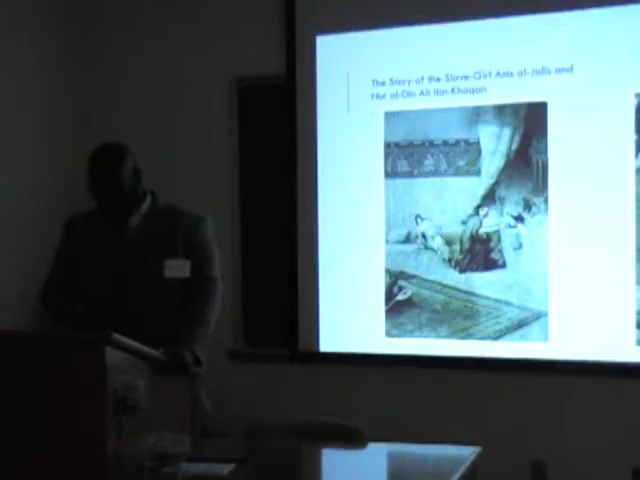 The Story of the Slave-Girl Anis al-Jalis and
Nur al-Din Ali Ibn-Khaqan